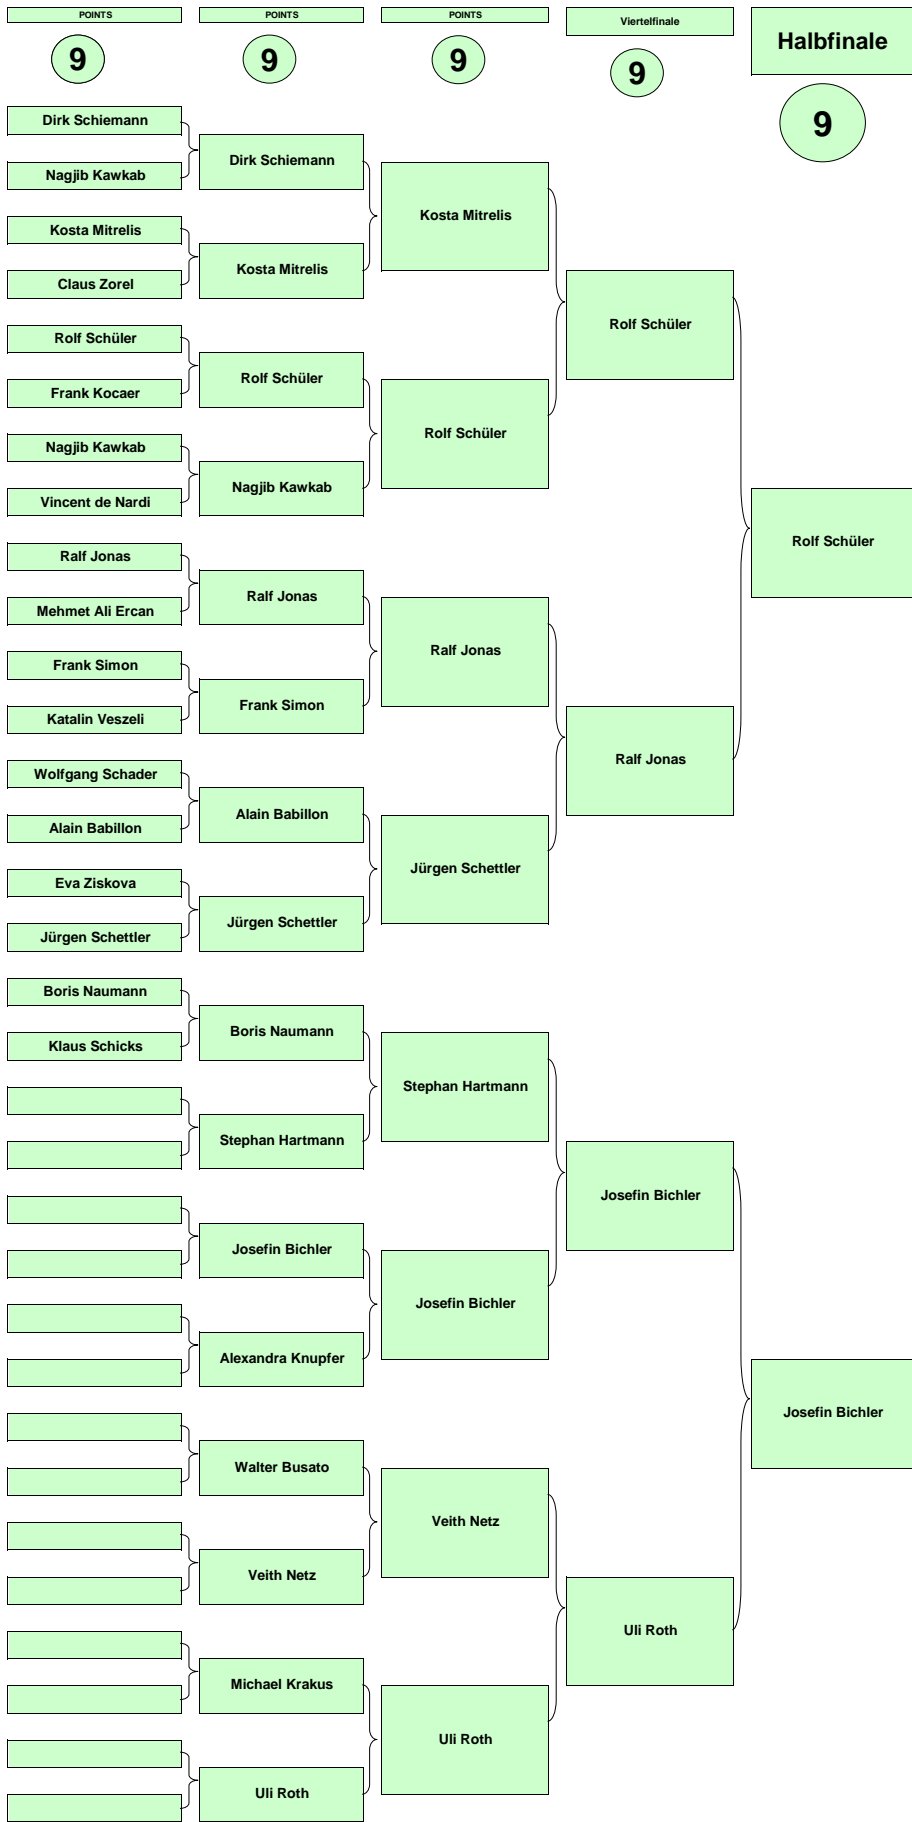 POINTS
9
Dirk Schiemann
Nagjib Kawkab
Kosta Mitrelis
Claus Zorel
Rolf Schüler
Frank Kocaer
Nagjib Kawkab
Vincent de Nardi
Ralf Jonas
Mehmet Ali Ercan
Frank Simon
Katalin Veszeli
Wolfgang Schader
Alain Babillon
Eva Ziskova
Jürgen Schettler
Boris Naumann
Klaus Schicks
POINTS
9
Dirk Schiemann
Kosta Mitrelis
Rolf Schüler
Nagjib Kawkab
Ralf Jonas
Frank Simon
Alain Babillon
Jürgen Schettler
Boris Naumann
Stephan Hartmann
Josefin Bichler
Alexandra Knupfer
Walter Busato
Veith Netz
Michael Krakus
Uli Roth
POINTS
9
Kosta Mitrelis
Rolf Schüler
Ralf Jonas
Jürgen Schettler
Stephan Hartmann
Josefin Bichler
Veith Netz
Uli Roth
Viertelfinale
9
Rolf Schüler
Ralf Jonas
Josefin Bichler
Uli Roth
Halbfinale
9
Rolf Schüler
Josefin Bichler